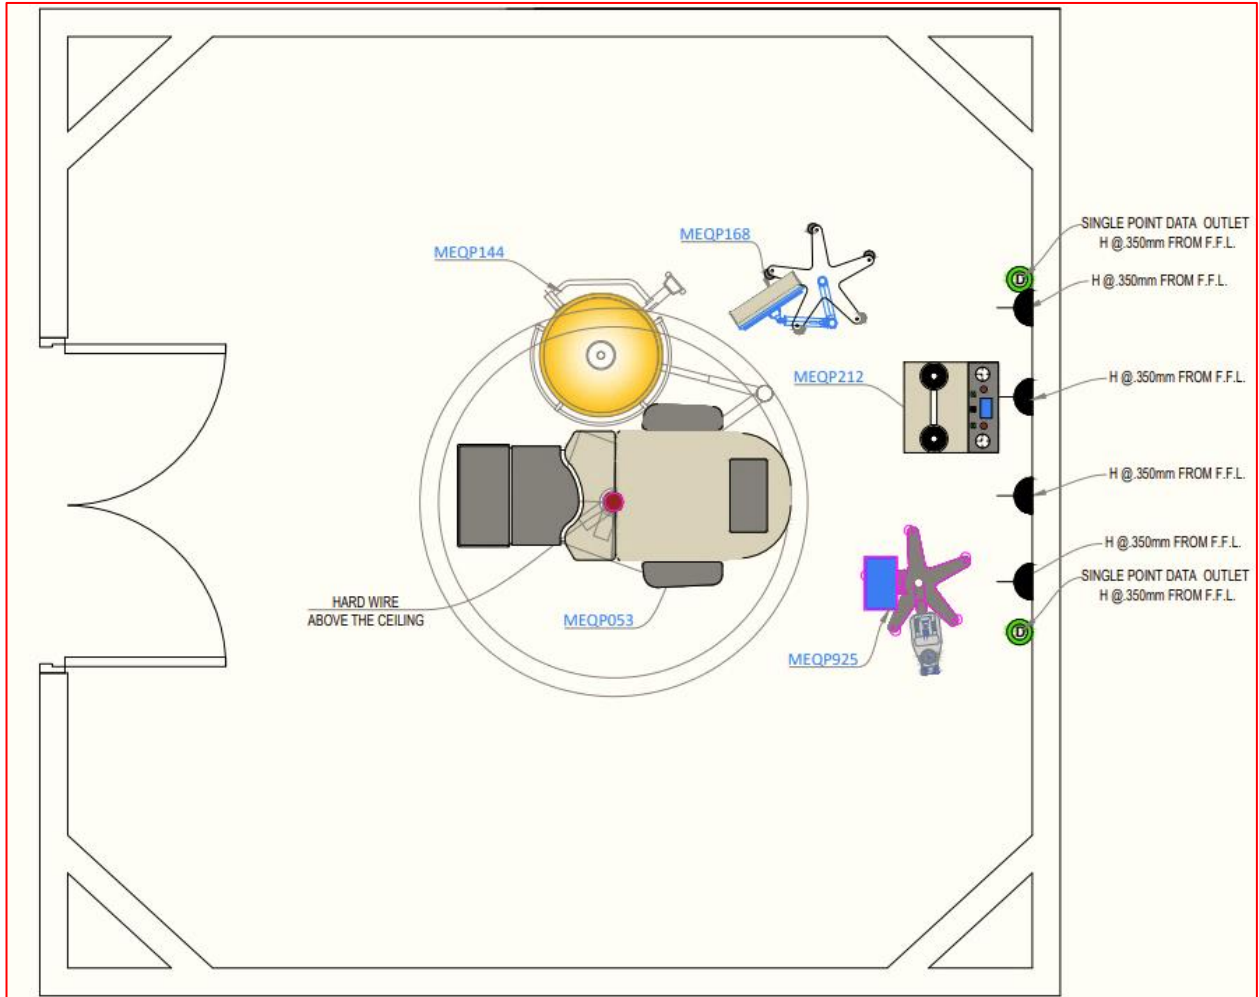 SINGLE POINT DATA OUTLET
H @.350mm FROM F.F.L.
MEQP168
MEQP144
H @.350mm FROM F.F.L.
D
MEQP212
H @.350mm FROM F.F.L.
H @.350mm FROM F.F.L.
H @.350mm FROM F.F.L.
SINGLE POINT DATA OUTLET
H @.350mm FROM F.F.L.
HARD WIRE
ABOVE THE CEILING
MEQP053
D
MEQP925